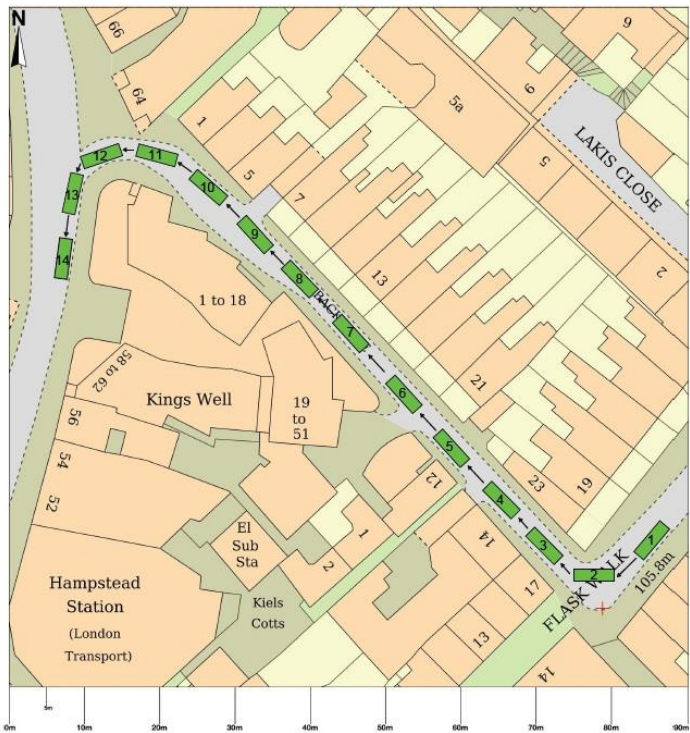 N
66
64
9
6
5a
LAKIS CLOSE
5
2
1
5
7
12
11
10
13
9
8
14
BACK
13
7
1 to 18
58 to 62
Kings Well
19
to
51
21
6
5
56
54
52
12
4
23
19
3
14
1
2
17
FLASK WALK
105.8m
El
Sub
Sta
1
2
Hampstead
Station
(London
Transport)
Kiels
Cotts
13
14
5m
0m
10m
20m
30m
40m
50m
60m
70m
80m
90m